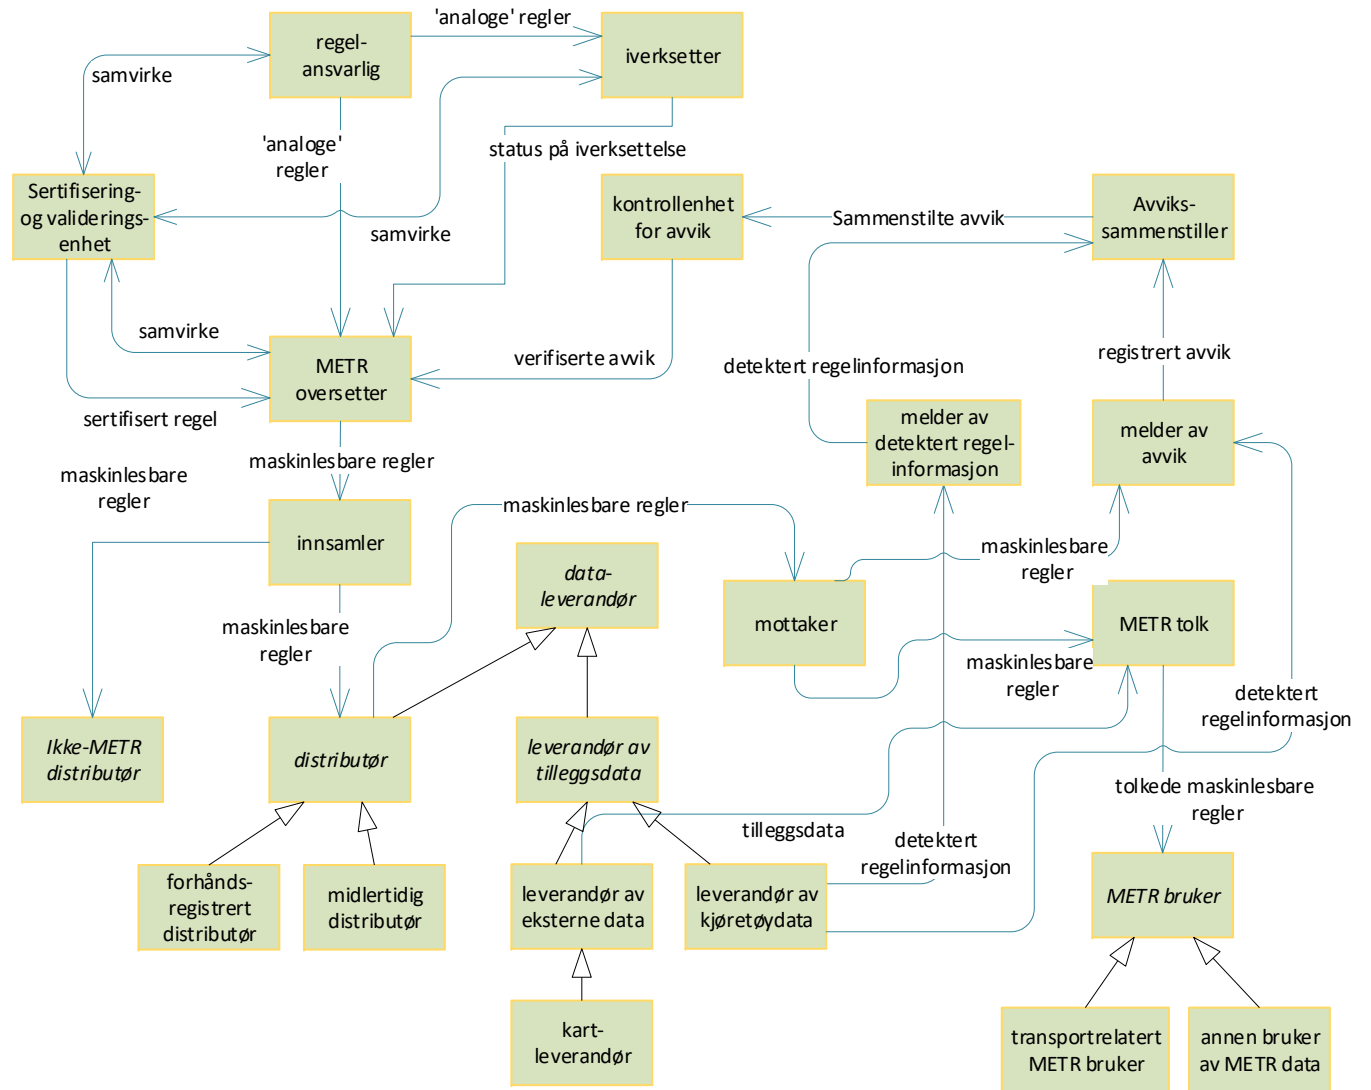 'analoge' regler
regel-
ansvarlig
iverksetter
samvirke
'analoge'
regler
status på iverksettelse
Sertifisering-
og validerings-
enhet
kontrollenhet
for avvik
Sammenstilte avvik
Avviks-
sammenstiller
samvirke
samvirke
METR
oversetter
verifiserte avvik
detektert regelinformasjon
registrert avvik
sertifisert regel
melder av
detektert regel-
informasjon
melder av
avvik
maskinlesbare
regler
maskinlesbare regler
maskinlesbare regler
innsamler
maskinlesbare
regler
data-
leverandør
mottaker
METR tolk
maskinlesbare
regler
maskinlesbare
regler
detektert
regelinformasjon
Ikke-METR
distributør
distributør
leverandør av
tilleggsdata
tolkede maskinlesbare
regler
tilleggsdata
detektert
regelinformasjon
forhånds-
registrert
distributør
midlertidig
distributør
leverandør av
eksterne data
leverandør av
kjøretøydata
METR bruker
kart-
leverandør
transportrelatert
METR bruker
annen bruker
av METR data